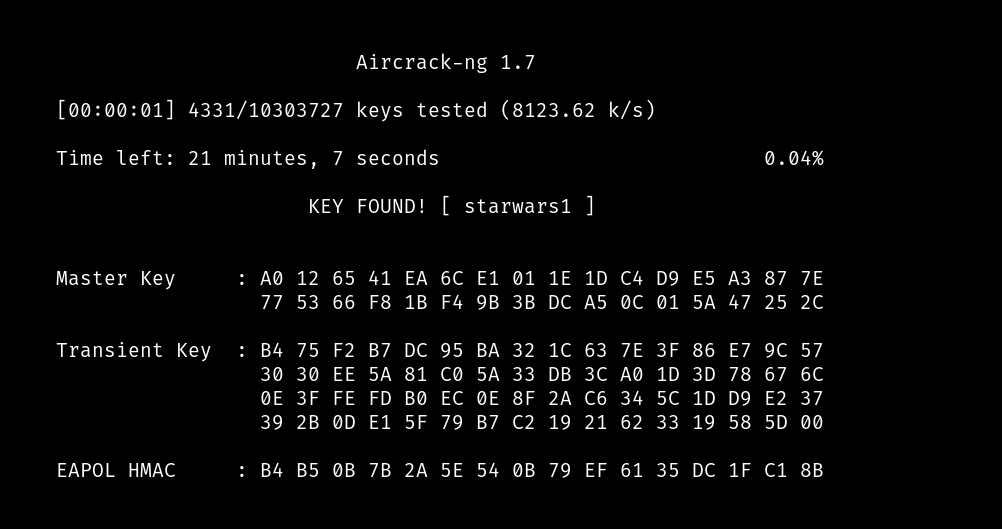 Aircrack-ng 1.7
[00:00:01] 4331/10303727 keys tested (8123.62 k/s)
Time left: 21 minutes, 7 seconds 0.04%
KEY FOUND! [ starwars1 ]
Master Key : A0 12 65 41 EA 6C E1 01 1E 1D C4 D9 E5 A3 87 7E
77 53 66 F8 1B F4 9B 3B DC A5 0C 01 5A 47 25 2C
Transient Key : B4 75 F2 B7 DC 95 BA 32 1C 63 7E 3F 86 E7 9C 57
30 30 EE 5A 81 C0 5A 33 DB 3C A0 1D 3D 78 67 6C
0E 3F FE FD B0 EC 0E 8F 2A C6 34 5C 1D D9 E2 37
39 2B 0D E1 5F 79 B7 C2 19 21 62 33 19 58 5D 00
EAPOL HMAC : B4 B5 0B 7B 2A 5E 54 0B 79 EF 61 35 DC 1F C1 8B